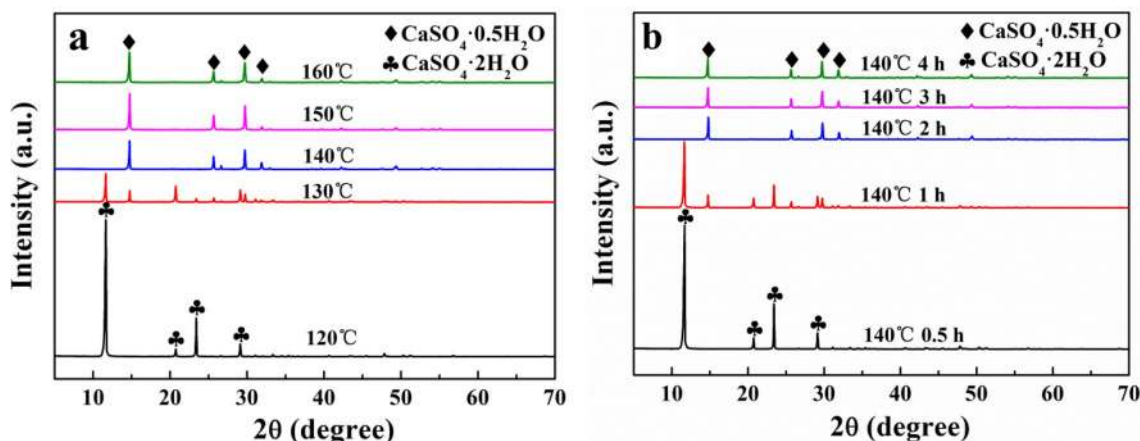 a
◆CaSO₄·0.5H₂O
♣CaSO₄·2H₂O
160℃
150℃
140℃
130℃
120℃
Intensity (a.u.)
10 20 30 40 50 60 70
2θ (degree)
b
◆CaSO₄·0.5H₂O
♣CaSO₄·2H₂O
140℃ 4 h
140℃ 3 h
140℃ 2 h
140℃ 1 h
140℃ 0.5 h
Intensity (a.u.)
10 20 30 40 50 60 70
2θ (degree)